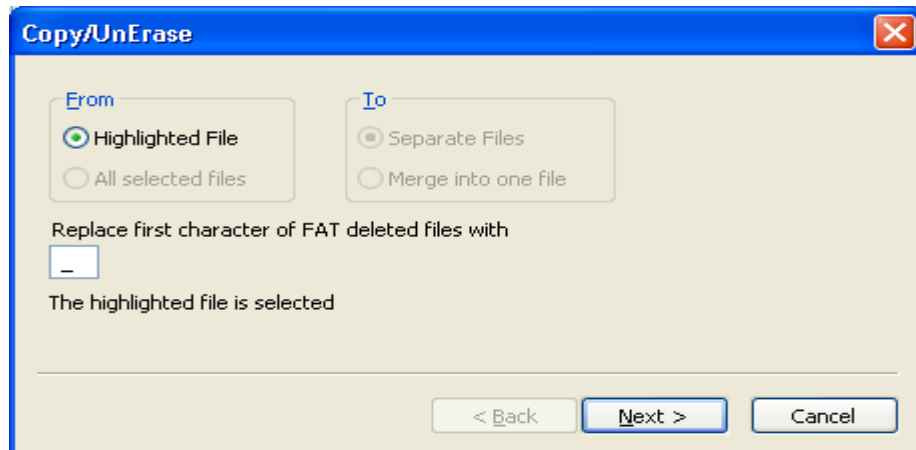 Copy/UnErase
From
To
Highlighted File
Separate Files
All selected files
Merge into one file
Replace first character of FAT deleted files with
_
The highlighted file is selected
< Back
Next >
Cancel